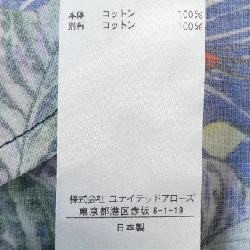 本体 コットン 100%
別布 コットン 100%
株式会社 ユナイテッドアローズ
東京都港区赤坂 8-1-19
日本製